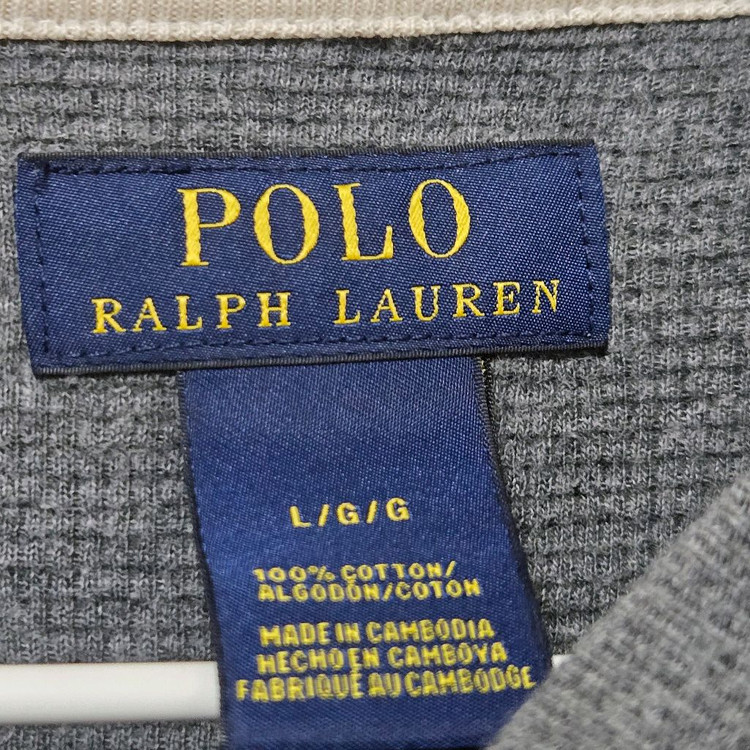 POLO
RALPH LAUREN
L/G/G
100% COTTON/
ALGODÓN/COTON
MADE IN CAMBODIA
HECHO EN CAMBOYA
FABRIQUÉ AU CAMBODGE